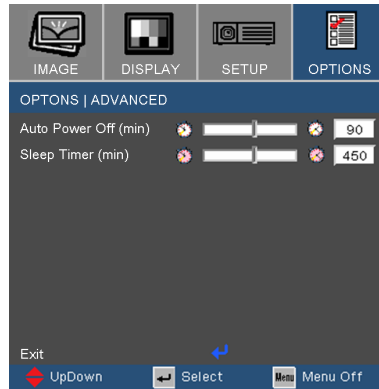 IMAGE DISPLAY SETUP OPTIONS
OPTONS | ADVANCED
Auto Power Off (min) 90
Sleep Timer (min) 450
Exit
UpDown Select Menu Menu Off